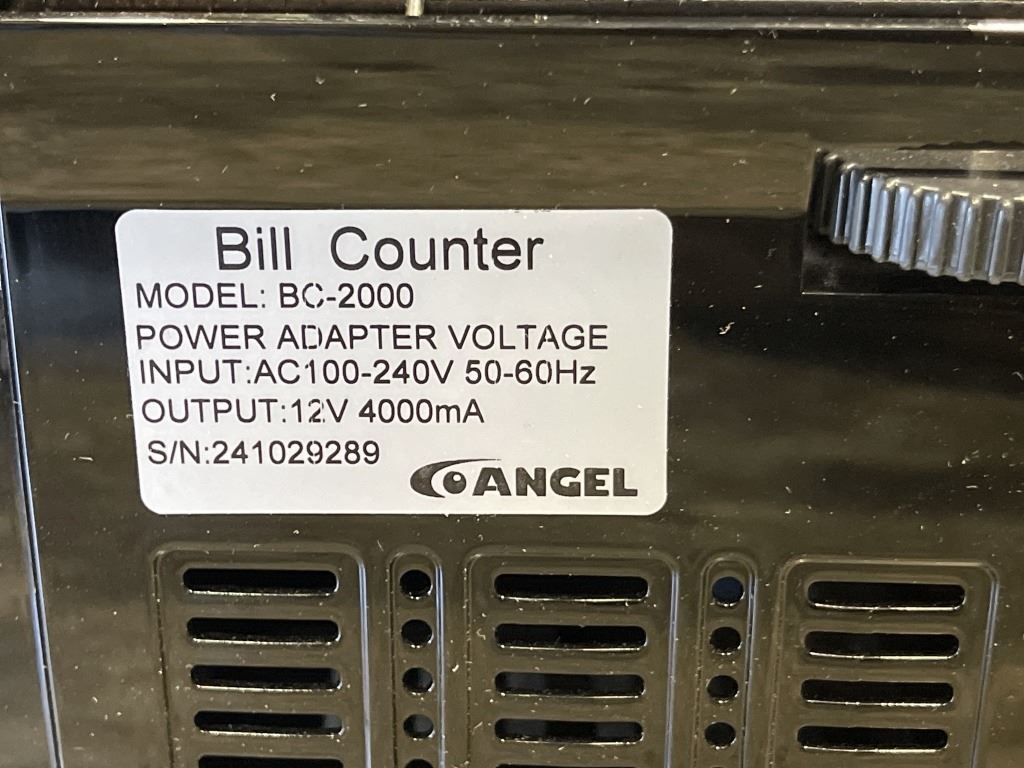 Bill Counter
MODEL: BC-2000
POWER ADAPTER VOLTAGE
INPUT:AC100-240V 50-60Hz
OUTPUT:12V 4000mA
S/N:241029289
ANGEL